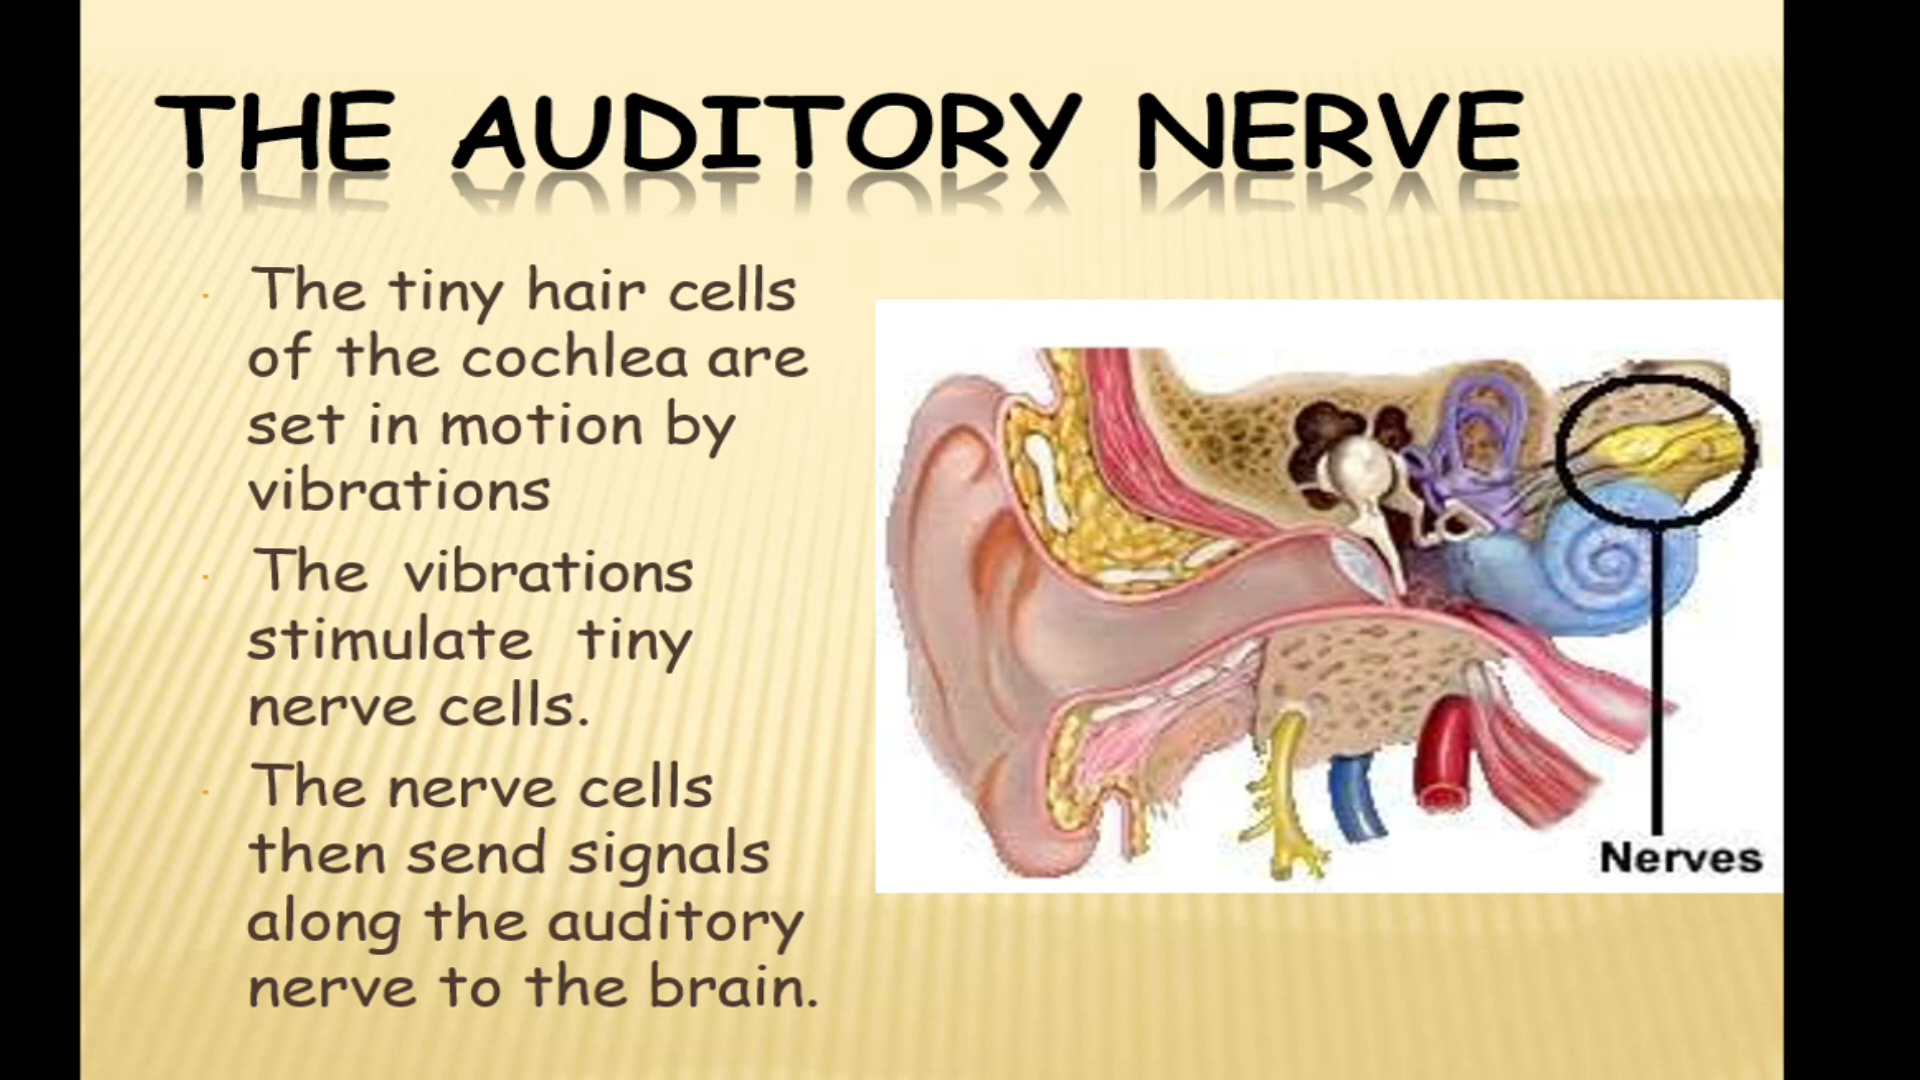 THE AUDITORY NERVE
The tiny hair cells
of the cochlea are
set in motion by
vibrations
The vibrations
stimulate tiny
nerve cells.
The nerve cells
then send signals
along the auditory
nerve to the brain.
Nerves